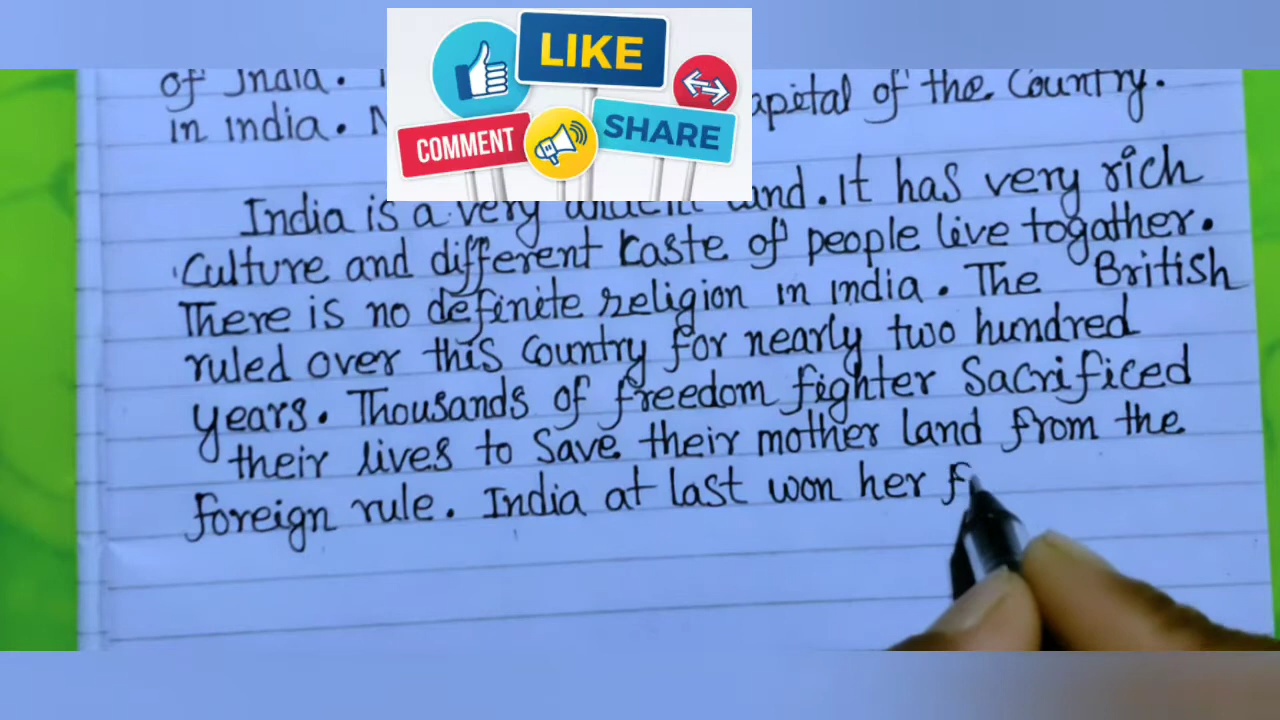 LIKE
COMMENT
SHARE
of India.
apital of the Country.
in india. N
India is a very ancient land. It has very rich
Culture and different Caste of people live togather.
There is no definite religion in india. The British
ruled over this Country for nearly two hundred
years. Thousands of freedom fighter Sacrificed
their lives to Save their mother land from the
foreign rule. India at last won her f